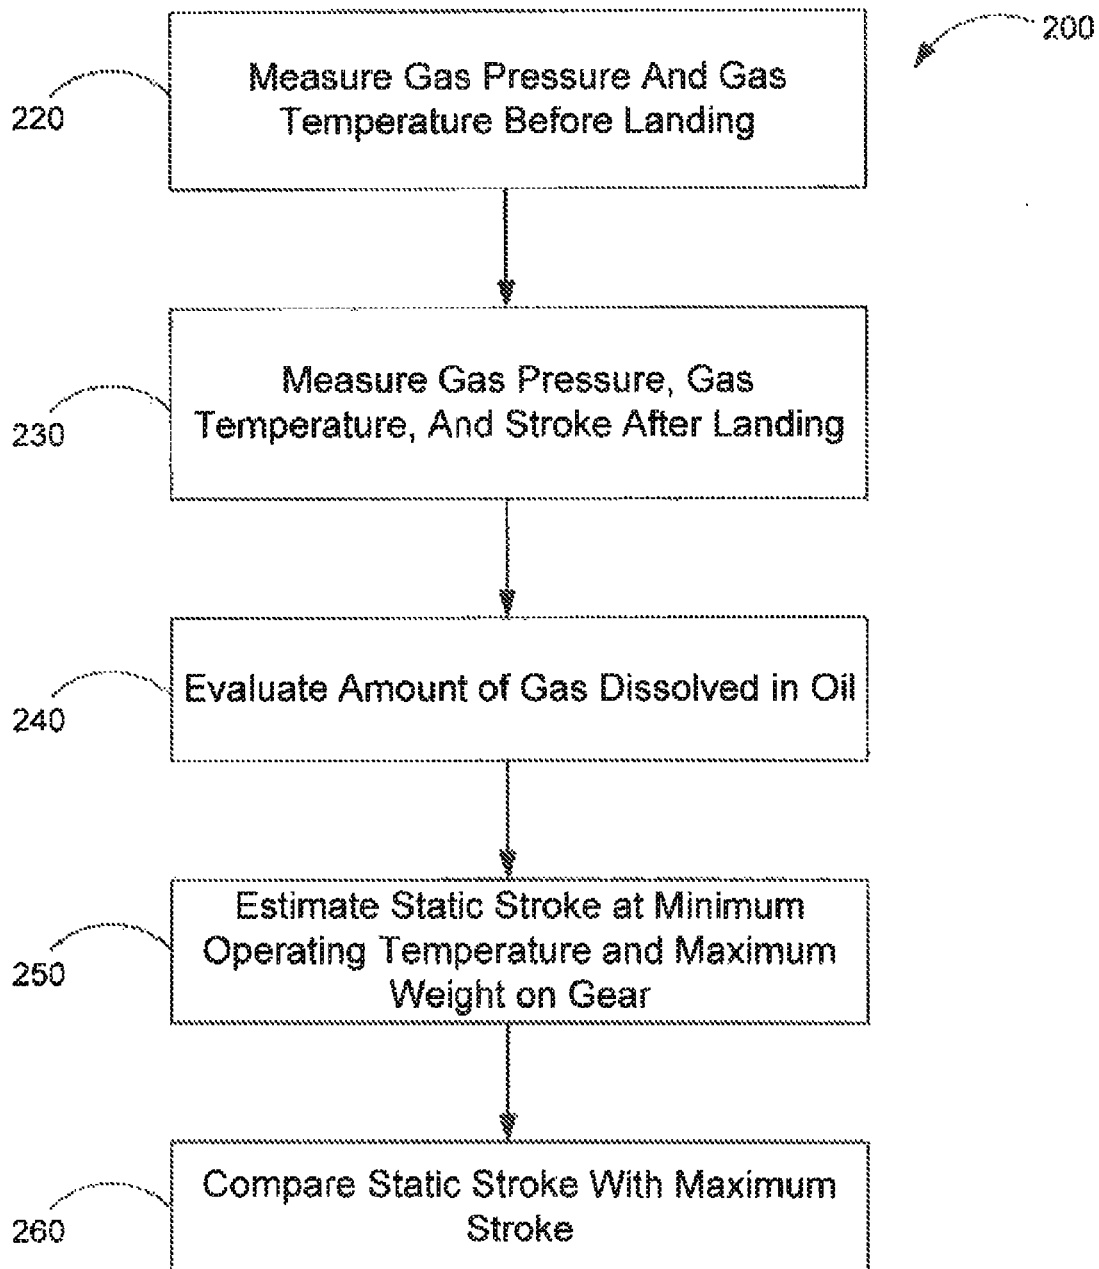 200
220
Measure Gas Pressure And Gas
Temperature Before Landing
230
Measure Gas Pressure, Gas
Temperature, And Stroke After Landing
240
Evaluate Amount of Gas Dissolved in Oil
250
Estimate Static Stroke at Minimum
Operating Temperature and Maximum
Weight on Gear
260
Compare Static Stroke With Maximum
Stroke